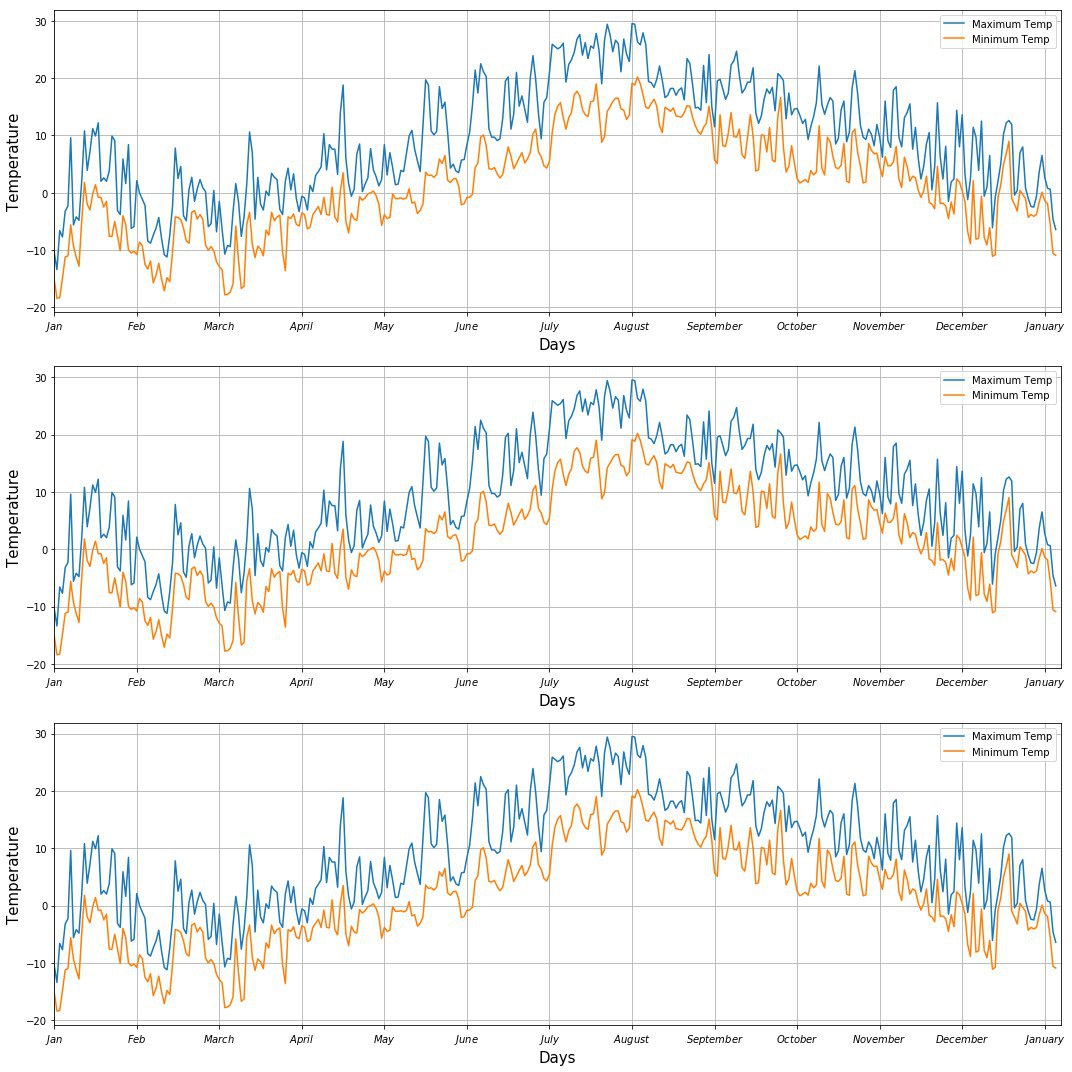 30
20
10
0
−10
−20
Temperature
Maximum Temp
Minimum Temp
Jan Feb March April May June July August September October November December January
Days
30
20
10
0
−10
−20
Temperature
Maximum Temp
Minimum Temp
Jan Feb March April May June July August September October November December January
Days
30
20
10
0
−10
−20
Temperature
Maximum Temp
Minimum Temp
Jan Feb March April May June July August September October November December January
Days